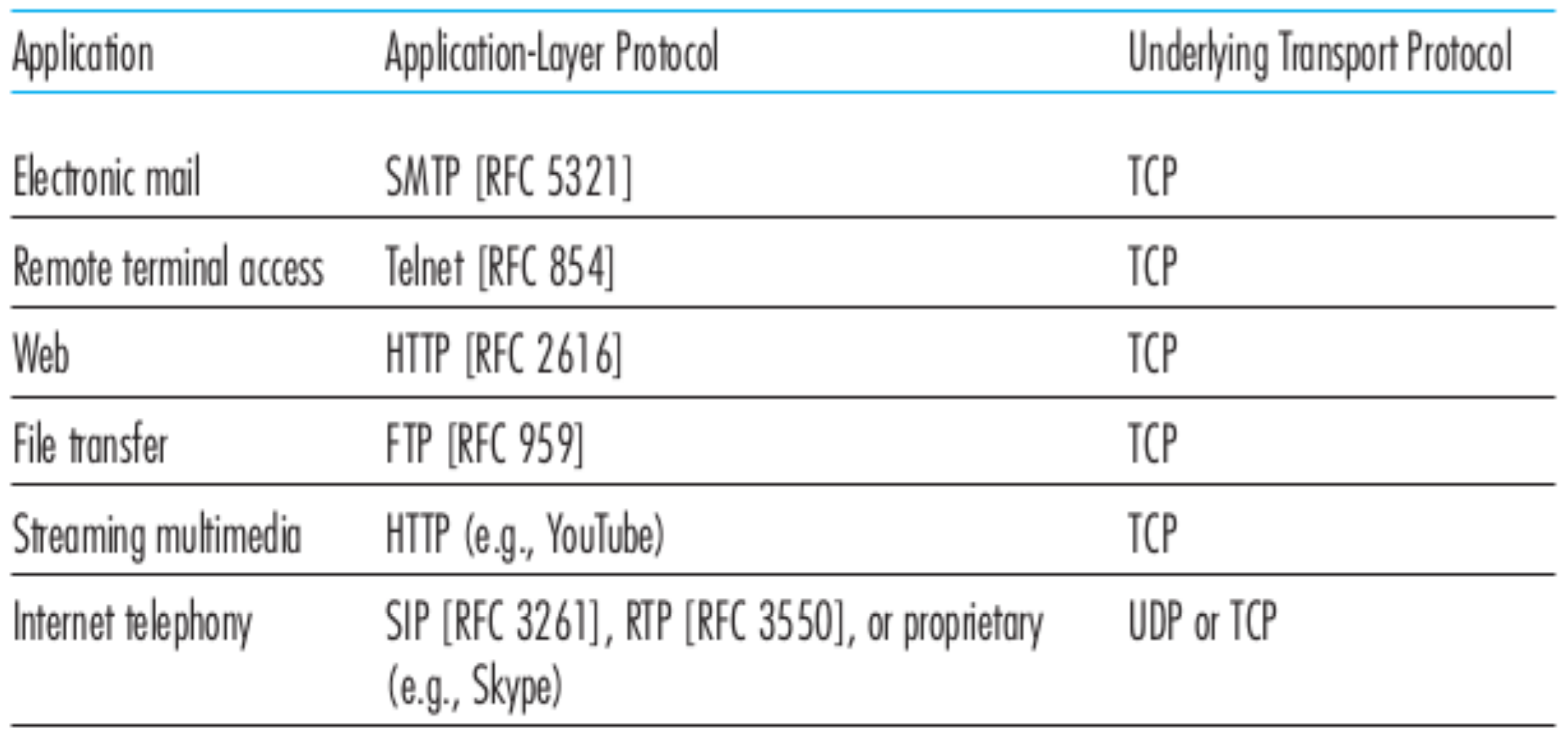 Application Application-Layer Protocol Underlying Transport Protocol
Electronic mail SMTP [RFC 5321] TCP
Remote terminal access Telnet [RFC 854] TCP
Web HTTP [RFC 2616] TCP
File transfer FTP [RFC 959] TCP
Streaming multimedia HTTP (e.g., YouTube) TCP
Internet telephony SIP [RFC 3261], RTP [RFC 3550], or proprietary UDP or TCP
(e.g., Skype)